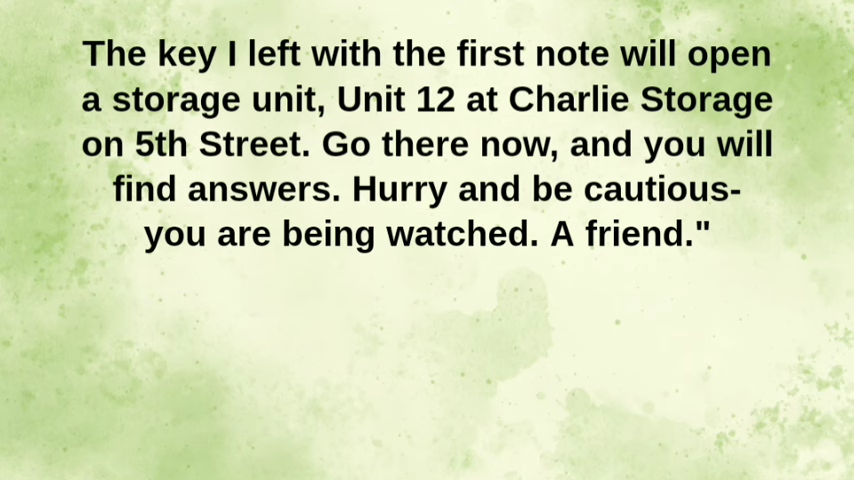 The key I left with the first note will open
a storage unit, Unit 12 at Charlie Storage
on 5th Street. Go there now, and you will
find answers. Hurry and be cautious-
you are being watched. A friend."